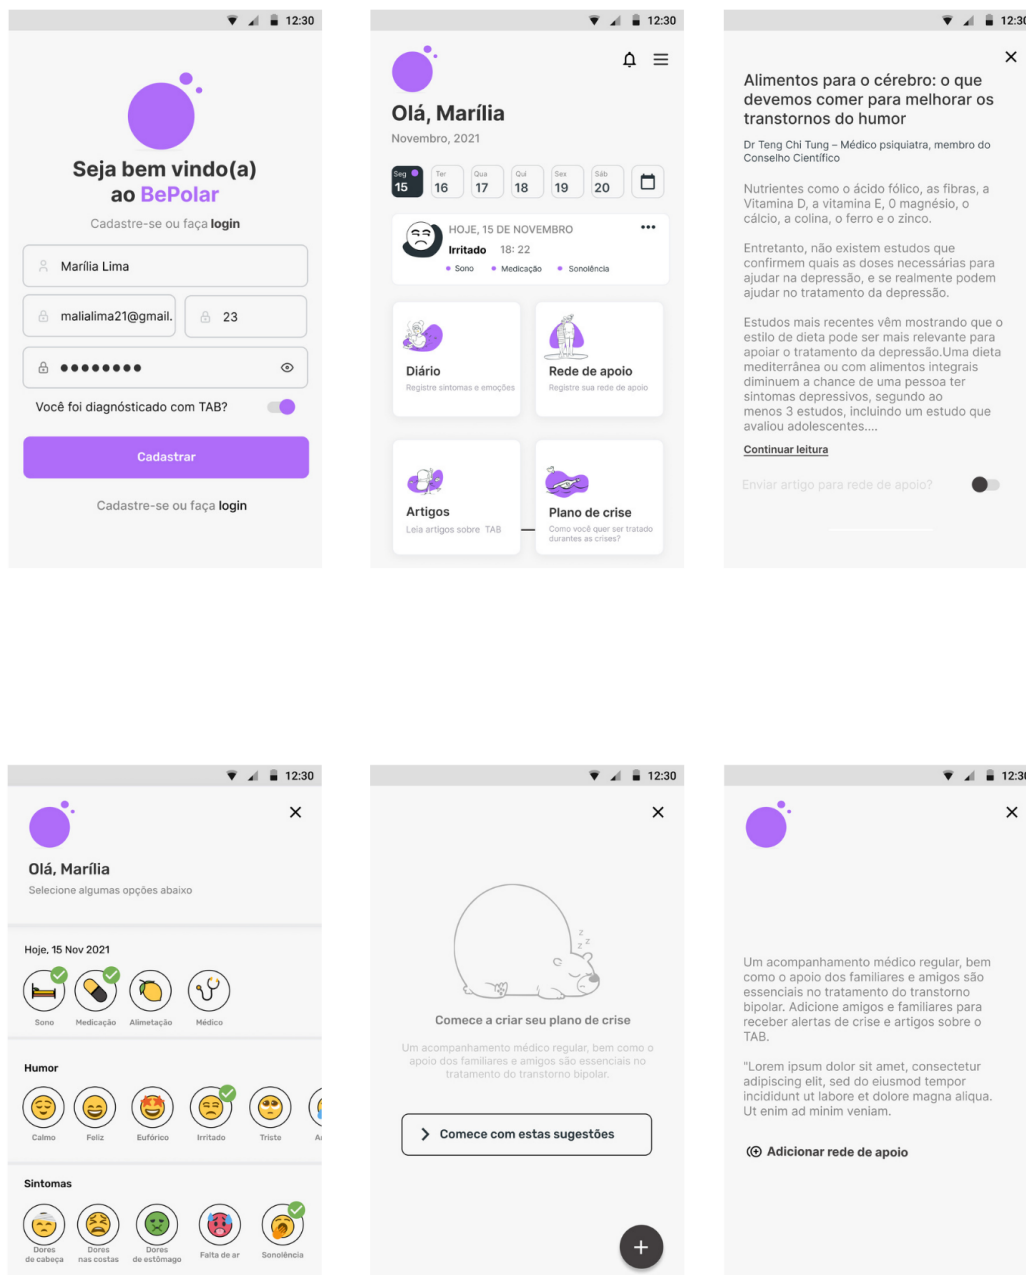 12:30
Seja bem vindo(a)
ao BePolar
Cadastre-se ou faça login
Marília Lima
malialima21@gmail.
23
Você foi diagnósticado com TAB?
Cadastrar
Cadastre-se ou faça login
12:30
Olá, Marília
Novembro, 2021
Seg Ter Qua Qui Sex Sáb
15 16 17 18 19 20
HOJE, 15 DE NOVEMBRO
Irritado 18: 22
Sono Medicação Sonolência
Diário
Registre sintomas e emoções
Rede de apoio
Registre sua rede de apoio
Artigos
Leia artigos sobre TAB
Plano de crise
Como você quer ser tratado
durantes as crises?
12:30
Alimentos para o cérebro: o que
devemos comer para melhorar os
transtornos do humor
Dr Teng Chi Tung – Médico psiquiatra, membro do
Conselho Científico
Nutrientes como o ácido fólico, as fibras, a
Vitamina D, a vitamina E, 0 magnésio, o
cálcio, a colina, o ferro e o zinco.
Entretanto, não existem estudos que
confirmem quais as doses necessárias para
ajudar na depressão, e se realmente podem
ajudar no tratamento da depressão.
Estudos mais recentes vêm mostrando que o
estilo de dieta pode ser mais relevante para
apoiar o tratamento da depressão.Uma dieta
mediterrânea ou com alimentos integrais
diminuem a chance de uma pessoa ter
sintomas depressivos, segundo ao
menos 3 estudos, incluindo um estudo que
avaliou adolescentes....
Continuar leitura
Enviar artigo para rede de apoio?
12:30
Olá, Marília
Selecione algumas opções abaixo
Hoje, 15 Nov 2021
Sono Medicação Alimetação Médico
Humor
Calmo Feliz Eufórico Irritado Triste
Sintomas
Dores
de cabeça
Dores
nas costas
Dores
de estômago
Falta de ar
Sonolência
12:30
z
z z
Comece a criar seu plano de crise
Um acompanhamento médico regular, bem como o
apoio dos familiares e amigos são essenciais no
tratamento do transtorno bipolar.
Comece com estas sugestões
12:30
Um acompanhamento médico regular, bem
como o apoio dos familiares e amigos são
essenciais no tratamento do transtorno
bipolar. Adicione amigos e familiares para
receber alertas de crise e artigos sobre o
TAB.
"Lorem ipsum dolor sit amet, consectetur
adipiscing elit, sed do eiusmod tempor
incididunt ut labore et dolore magna aliqua.
Ut enim ad minim veniam.
Adicionar rede de apoio